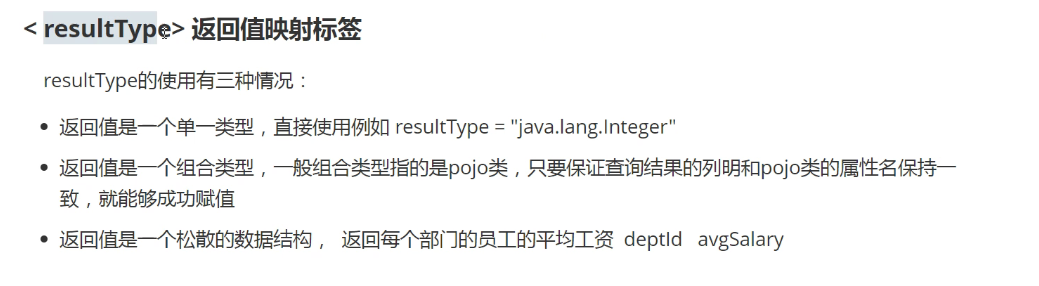 < resultType> 返回值映射标签
resultType的使用有三种情况：
返回值是一个单一类型，直接使用例如 resultType = "java.lang.Integer"
返回值是一个组合类型，一般组合类型指的是pojo类，只要保证查询结果的列明和pojo类的属性名保持一
致，就能够成功赋值
返回值是一个松散的数据结构， 返回每个部门的员工的平均工资 deptId avgSalary